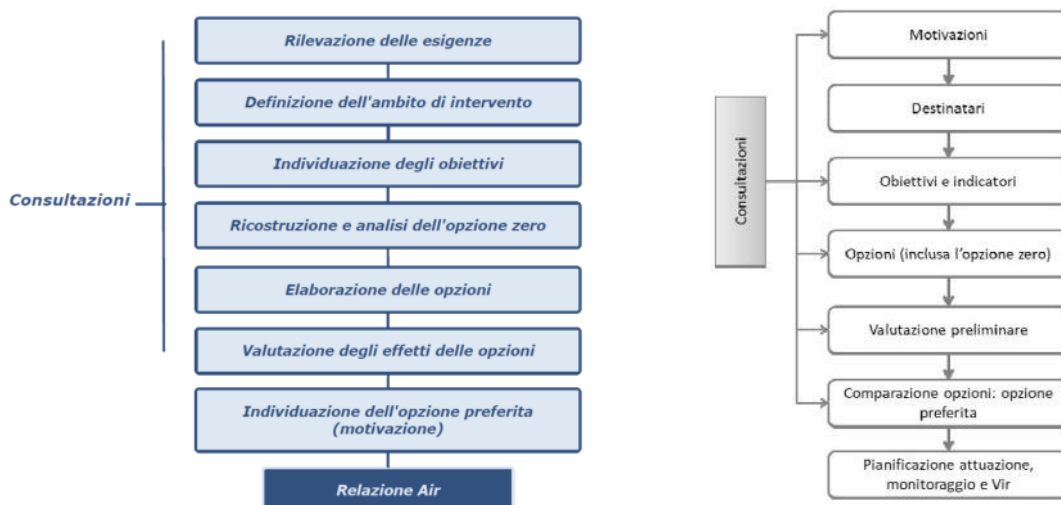 Consultazioni
Rilevazione delle esigenze
Definizione dell'ambito di intervento
Individuazione degli obiettivi
Ricostruzione e analisi dell'opzione zero
Elaborazione delle opzioni
Valutazione degli effetti delle opzioni
Individuazione dell'opzione preferita
(motivazione)
Relazione Air
Consultazioni
Motivazioni
Destinatari
Obiettivi e indicatori
Opzioni (inclusa l’opzione zero)
Valutazione preliminare
Comparazione opzioni: opzione
preferita
Pianificazione attuazione,
monitoraggio e Vir